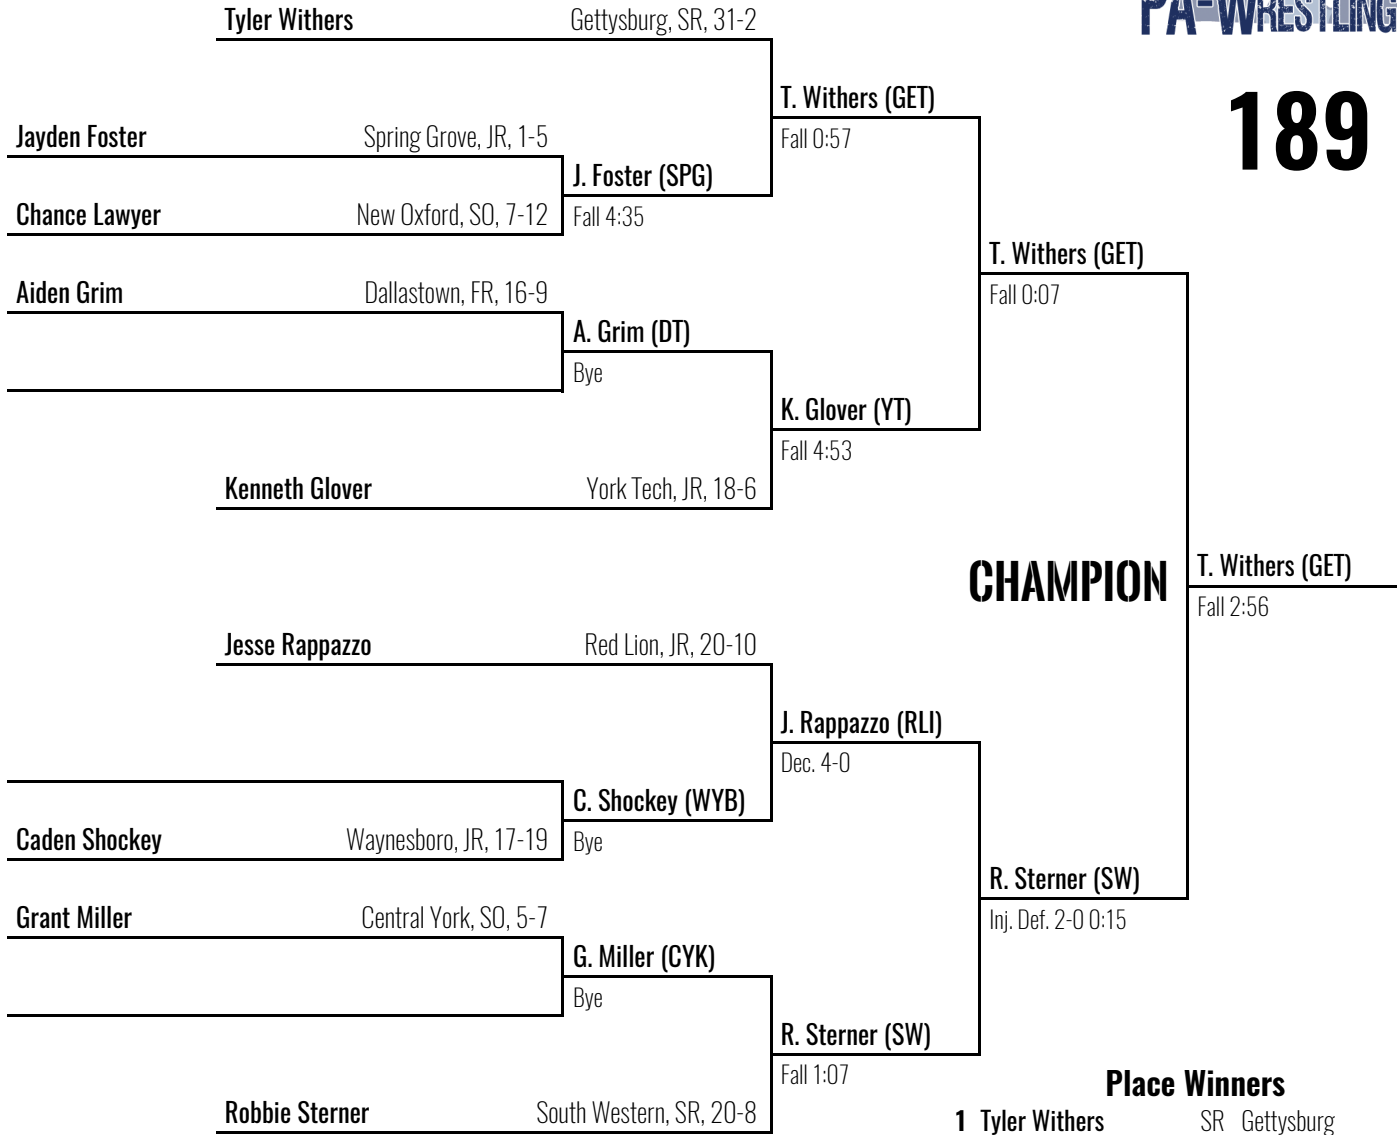 PA-WRESTLING
189
Tyler Withers Gettysburg, SR, 31-2
T. Withers (GET)
Fall 0:57
Jayden Foster Spring Grove, JR, 1-5
J. Foster (SPG)
Fall 4:35
Chance Lawyer New Oxford, SO, 7-12
T. Withers (GET)
Fall 0:07
Aiden Grim Dallastown, FR, 16-9
A. Grim (DT)
Bye
K. Glover (YT)
Fall 4:53
Kenneth Glover York Tech, JR, 18-6
CHAMPION
T. Withers (GET)
Fall 2:56
Jesse Rappazzo Red Lion, JR, 20-10
J. Rappazzo (RLI)
Dec. 4-0
C. Shockey (WYB)
Bye
Caden Shockey Waynesboro, JR, 17-19
R. Sterner (SW)
Inj. Def. 2-0 0:15
Grant Miller Central York, SO, 5-7
G. Miller (CYK)
Bye
R. Sterner (SW)
Fall 1:07
Robbie Sterner South Western, SR, 20-8
Place Winners
1 Tyler Withers SR Gettysburg